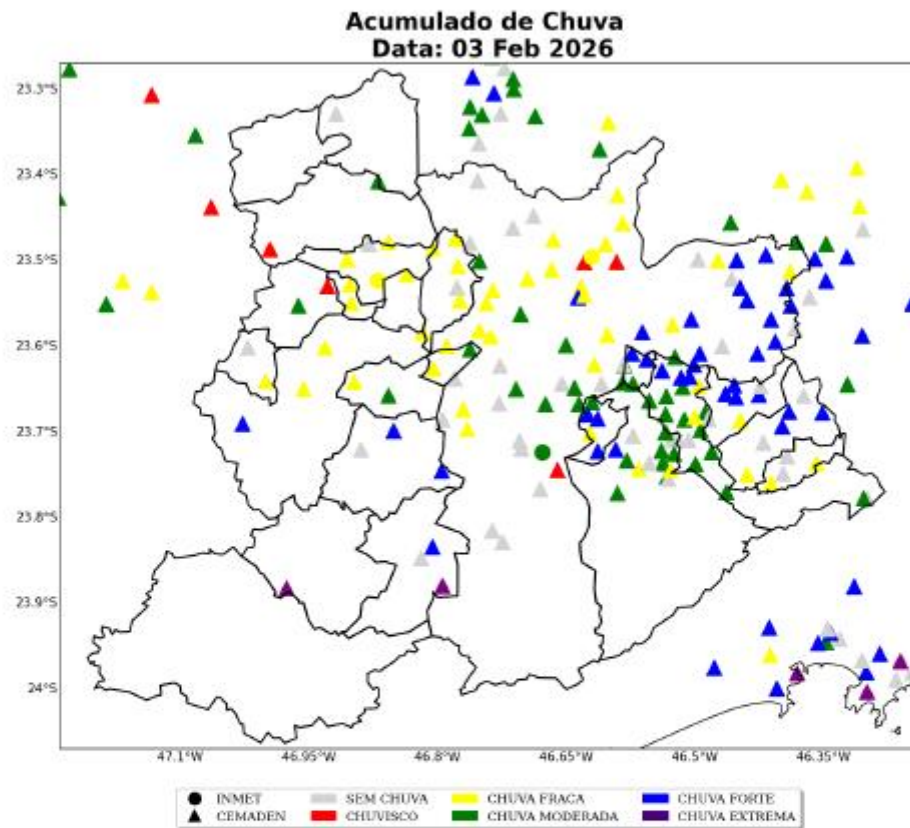 Acumulado de Chuva
Data: 03 Feb 2026
23.3°S
23.4°S
23.5°S
23.6°S
23.7°S
23.8°S
23.9°S
24°S
47.1°W
46.95°W
46.8°W
46.65°W
46.5°W
46.35°W
INMET
SEM CHUVA
CHUVA FRACA
CHUVA FORTE
CEMADEN
CHUVISCO
CHUVA MODERADA
CHUVA EXTREMA